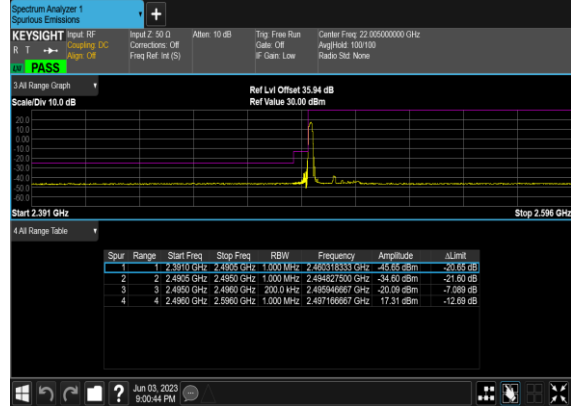 Spectrum Analyzer 1
Spurious Emissions
KEYSIGHT
R T
PASS
Input: RF
Coupling: DC
Align: Off
Input Z: 50 Ω
Corrections: Off
Freq Ref: Int (S)
Atten: 10 dB
Trig: Free Run
Gate: Off
IF Gain: Low
Center Freq: 22.005000000 GHz
Avg|Hold: 100/100
Radio Std: None
3 All Range Graph
Scale/Div 10.0 dB
Ref Lvl Offset 35.94 dB
Ref Value 30.00 dBm
20.0
10.0
0.00
-10.0
-20.0
-30.0
-40.0
-50.0
-60.0
Start 2.391 GHz
Stop 2.596 GHz
4 All Range Table
Spur Range Start Freq Stop Freq RBW Frequency Amplitude ΔLimit
1 1 2.3910 GHz 2.4905 GHz 1.000 MHz 2.460318333 GHz -45.65 dBm -20.65 dB
2 2 2.4905 GHz 2.4950 GHz 1.000 MHz 2.494827500 GHz -34.60 dBm -21.60 dB
3 3 2.4950 GHz 2.4960 GHz 200.0 kHz 2.495946667 GHz -20.09 dBm -7.089 dB
4 4 2.4960 GHz 2.5960 GHz 1.000 MHz 2.497166667 GHz 17.31 dBm -12.69 dB
Jun 03, 2023
9:00:44 PM